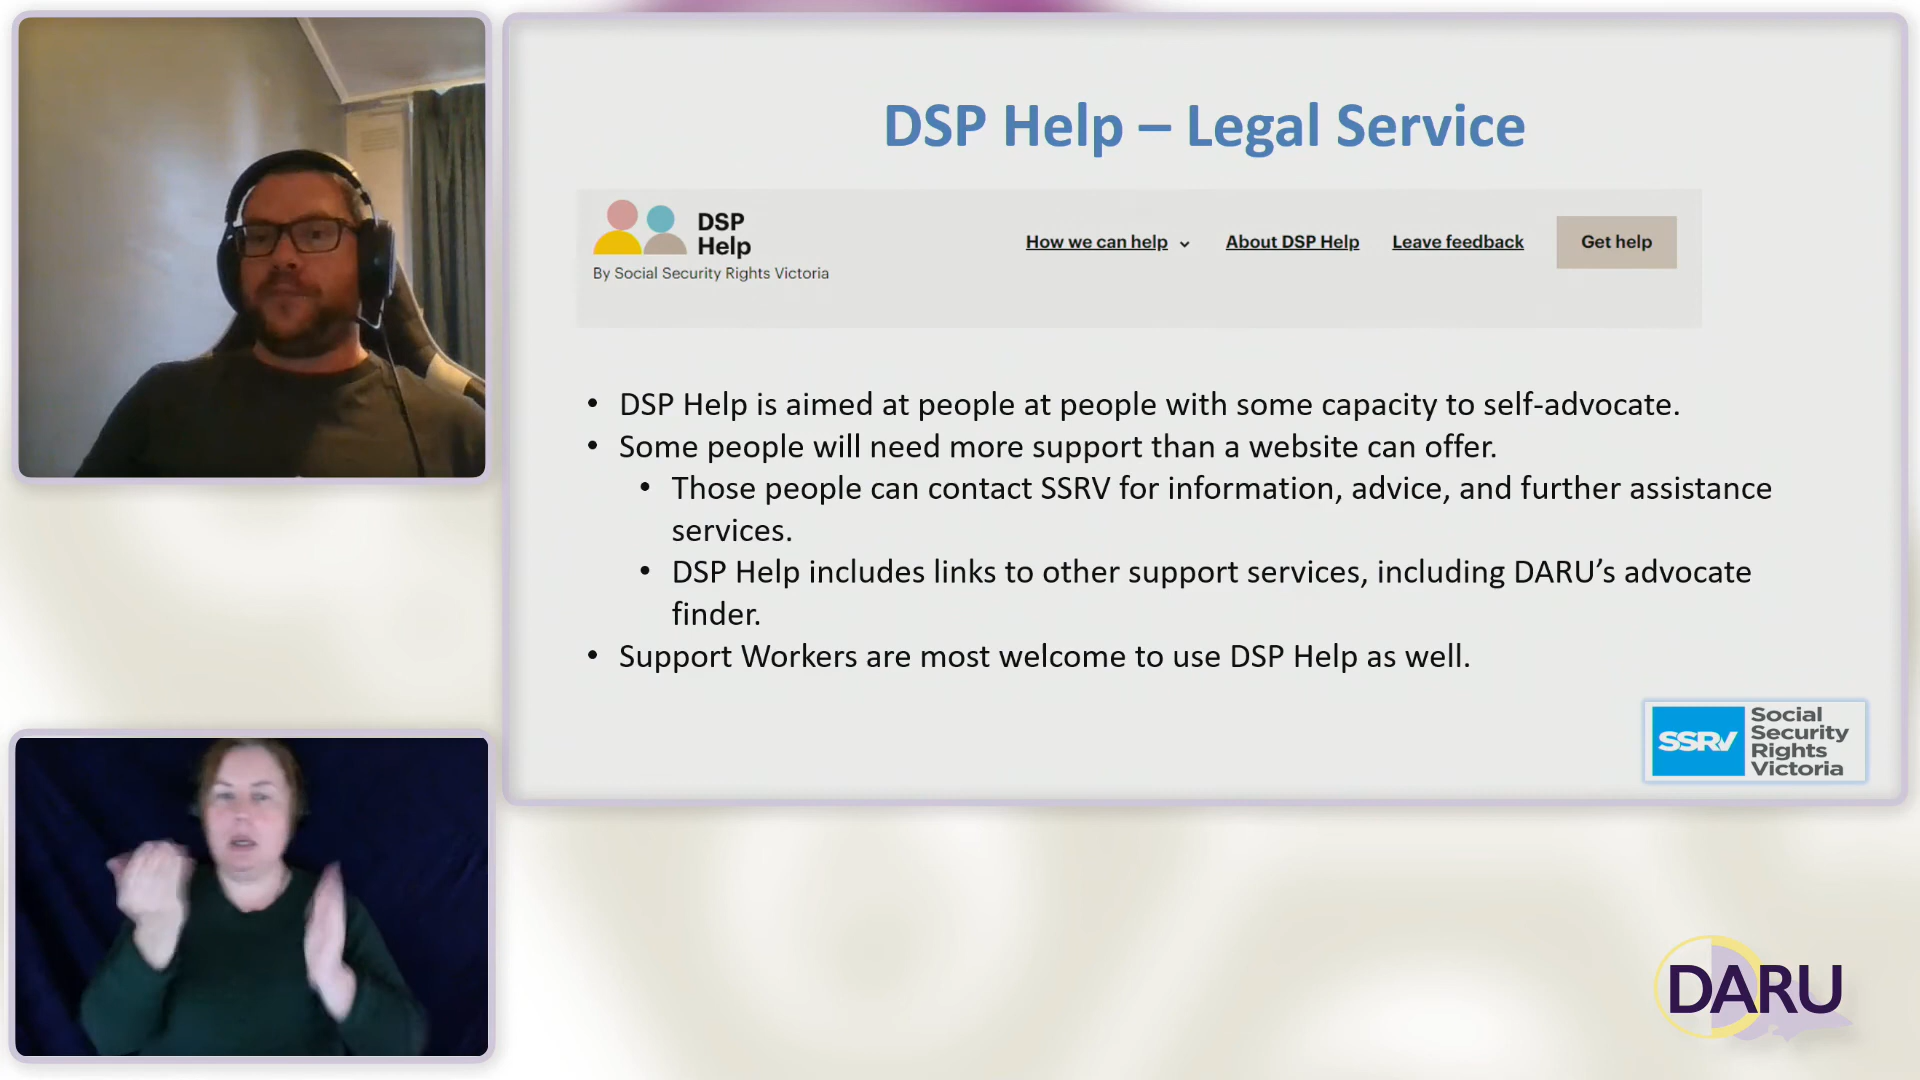 DSP Help – Legal Service
DSP
Help
By Social Security Rights Victoria
How we can help
About DSP Help
Leave feedback
Get help
• DSP Help is aimed at people at people with some capacity to self-advocate.
• Some people will need more support than a website can offer.
• Those people can contact SSRV for information, advice, and further assistance
services.
• DSP Help includes links to other support services, including DARU’s advocate
finder.
• Support Workers are most welcome to use DSP Help as well.
SSRV
Social
Security
Rights
Victoria
DARU